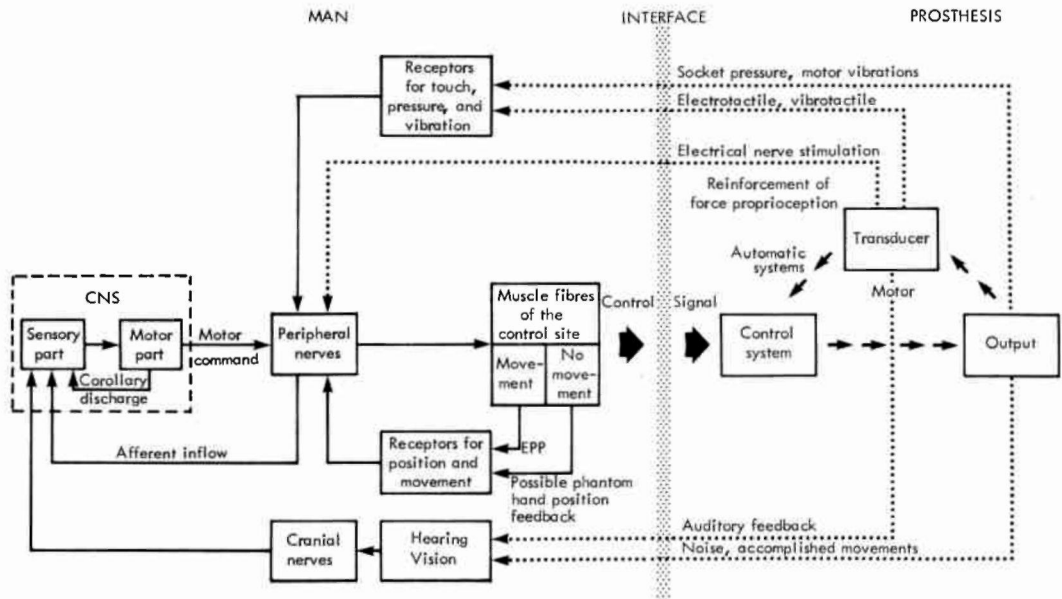 MAN
INTERFACE
PROSTHESIS
Receptors
for touch,
pressure, and
vibration
Socket pressure, motor vibrations
Electrotactile, vibrotactile
Electrical nerve stimulation
Reinforcement of
force proprioception
Transducer
Automatic
systems
Motor
CNS
Sensory
part
Motor
part
Corollary
discharge
Motor
command
Peripheral
nerves
Muscle fibres
of the
control site
Move-
ment
No
move-
ment
Control
Signal
Control
system
Output
Afferent inflow
Receptors for
position and
movement
EPP
Possible phantom
hand position
feedback
Cranial
nerves
Hearing
Vision
Auditory feedback
Noise, accomplished movements